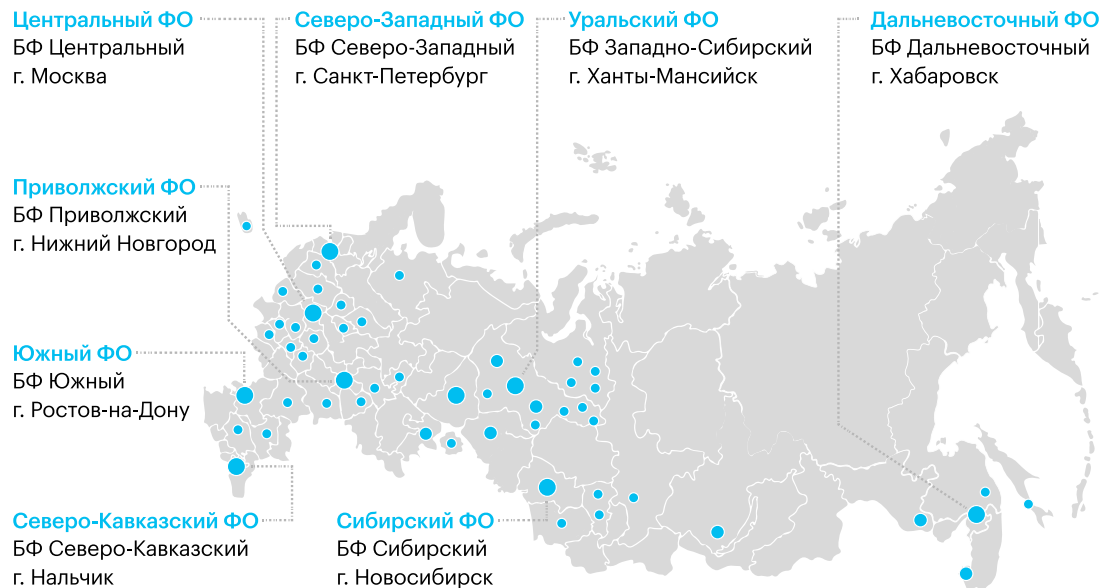 Центральный ФО
БФ Центральный
г. Москва
Северо-Западный ФО
БФ Северо-Западный
г. Санкт-Петербург
Уральский ФО
БФ Западно-Сибирский
г. Ханты-Мансийск
Дальневосточный ФО
БФ Дальневосточный
г. Хабаровск
Приволжский ФО
БФ Приволжский
г. Нижний Новгород
Южный ФО
БФ Южный
г. Ростов-на-Дону
Северо-Кавказский ФО
БФ Северо-Кавказский
г. Нальчик
Сибирский ФО
БФ Сибирский
г. Новосибирск